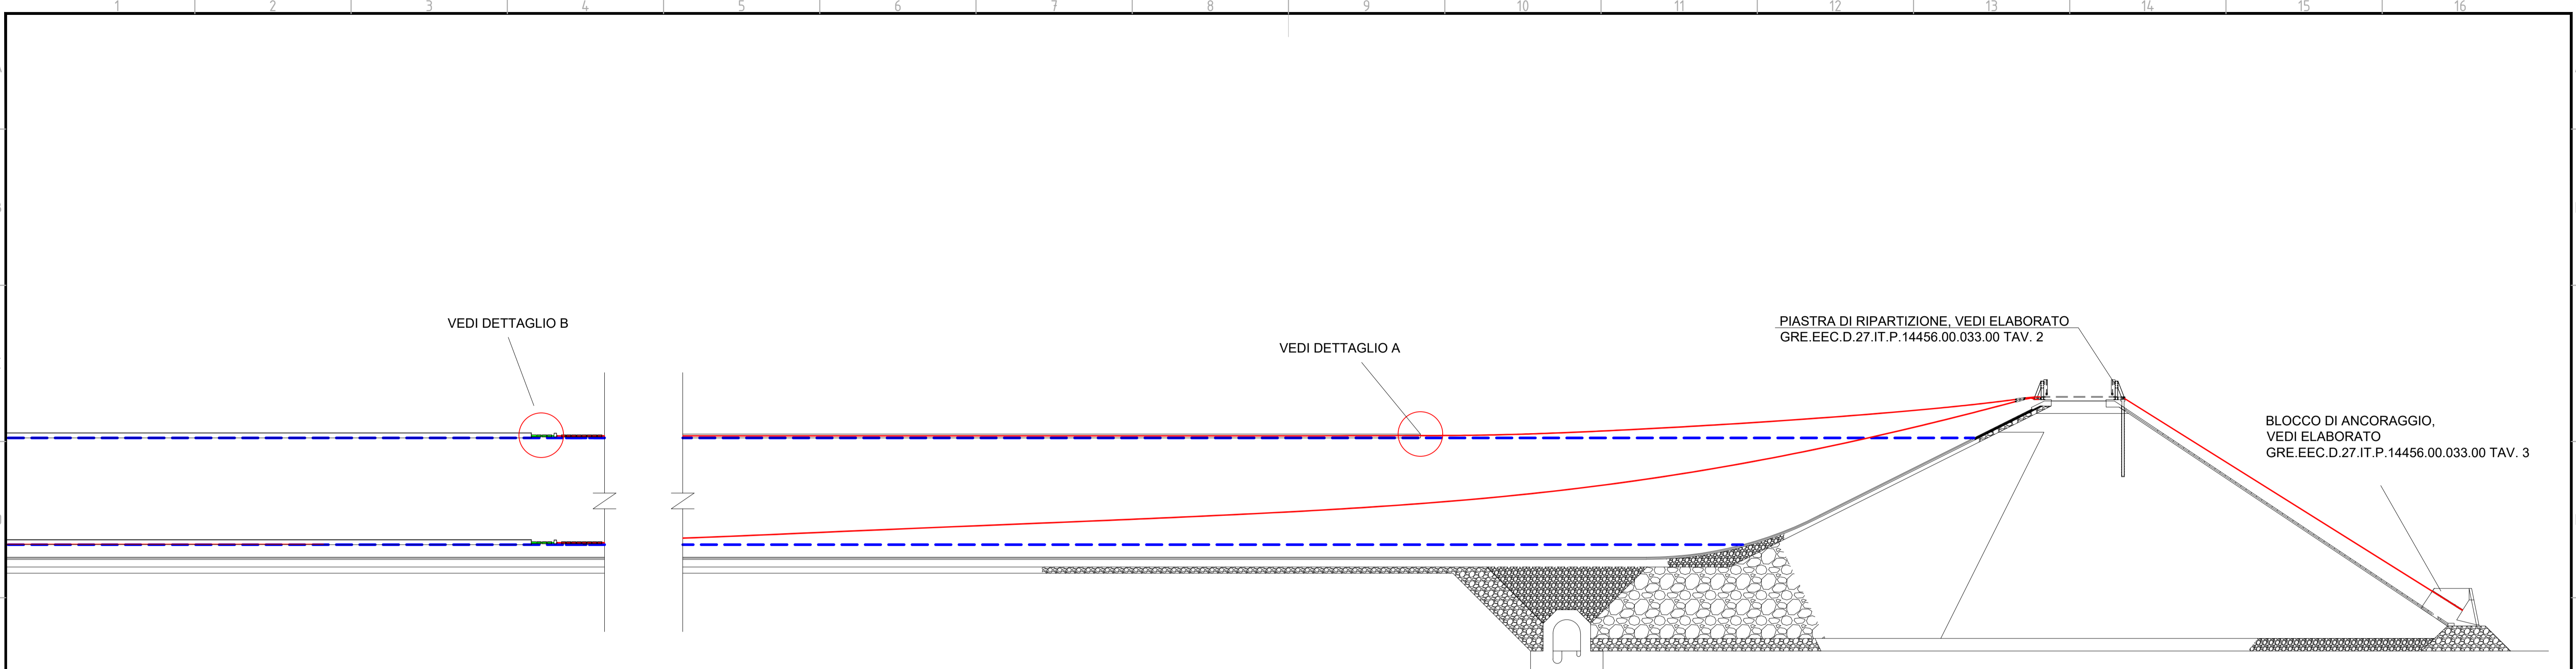 1 2 3 4 5 6 7 8 9 10 11 12 13 14 15 16
VEDI DETTAGLIO B
VEDI DETTAGLIO A
PIASTRA DI RIPARTIZIONE, VEDI ELABORATO
GRE.EEC.D.27.IT.P.14456.00.033.00 TAV. 2
BLOCCO DI ANCORAGGIO,
VEDI ELABORATO
GRE.EEC.D.27.IT.P.14456.00.033.00 TAV. 3